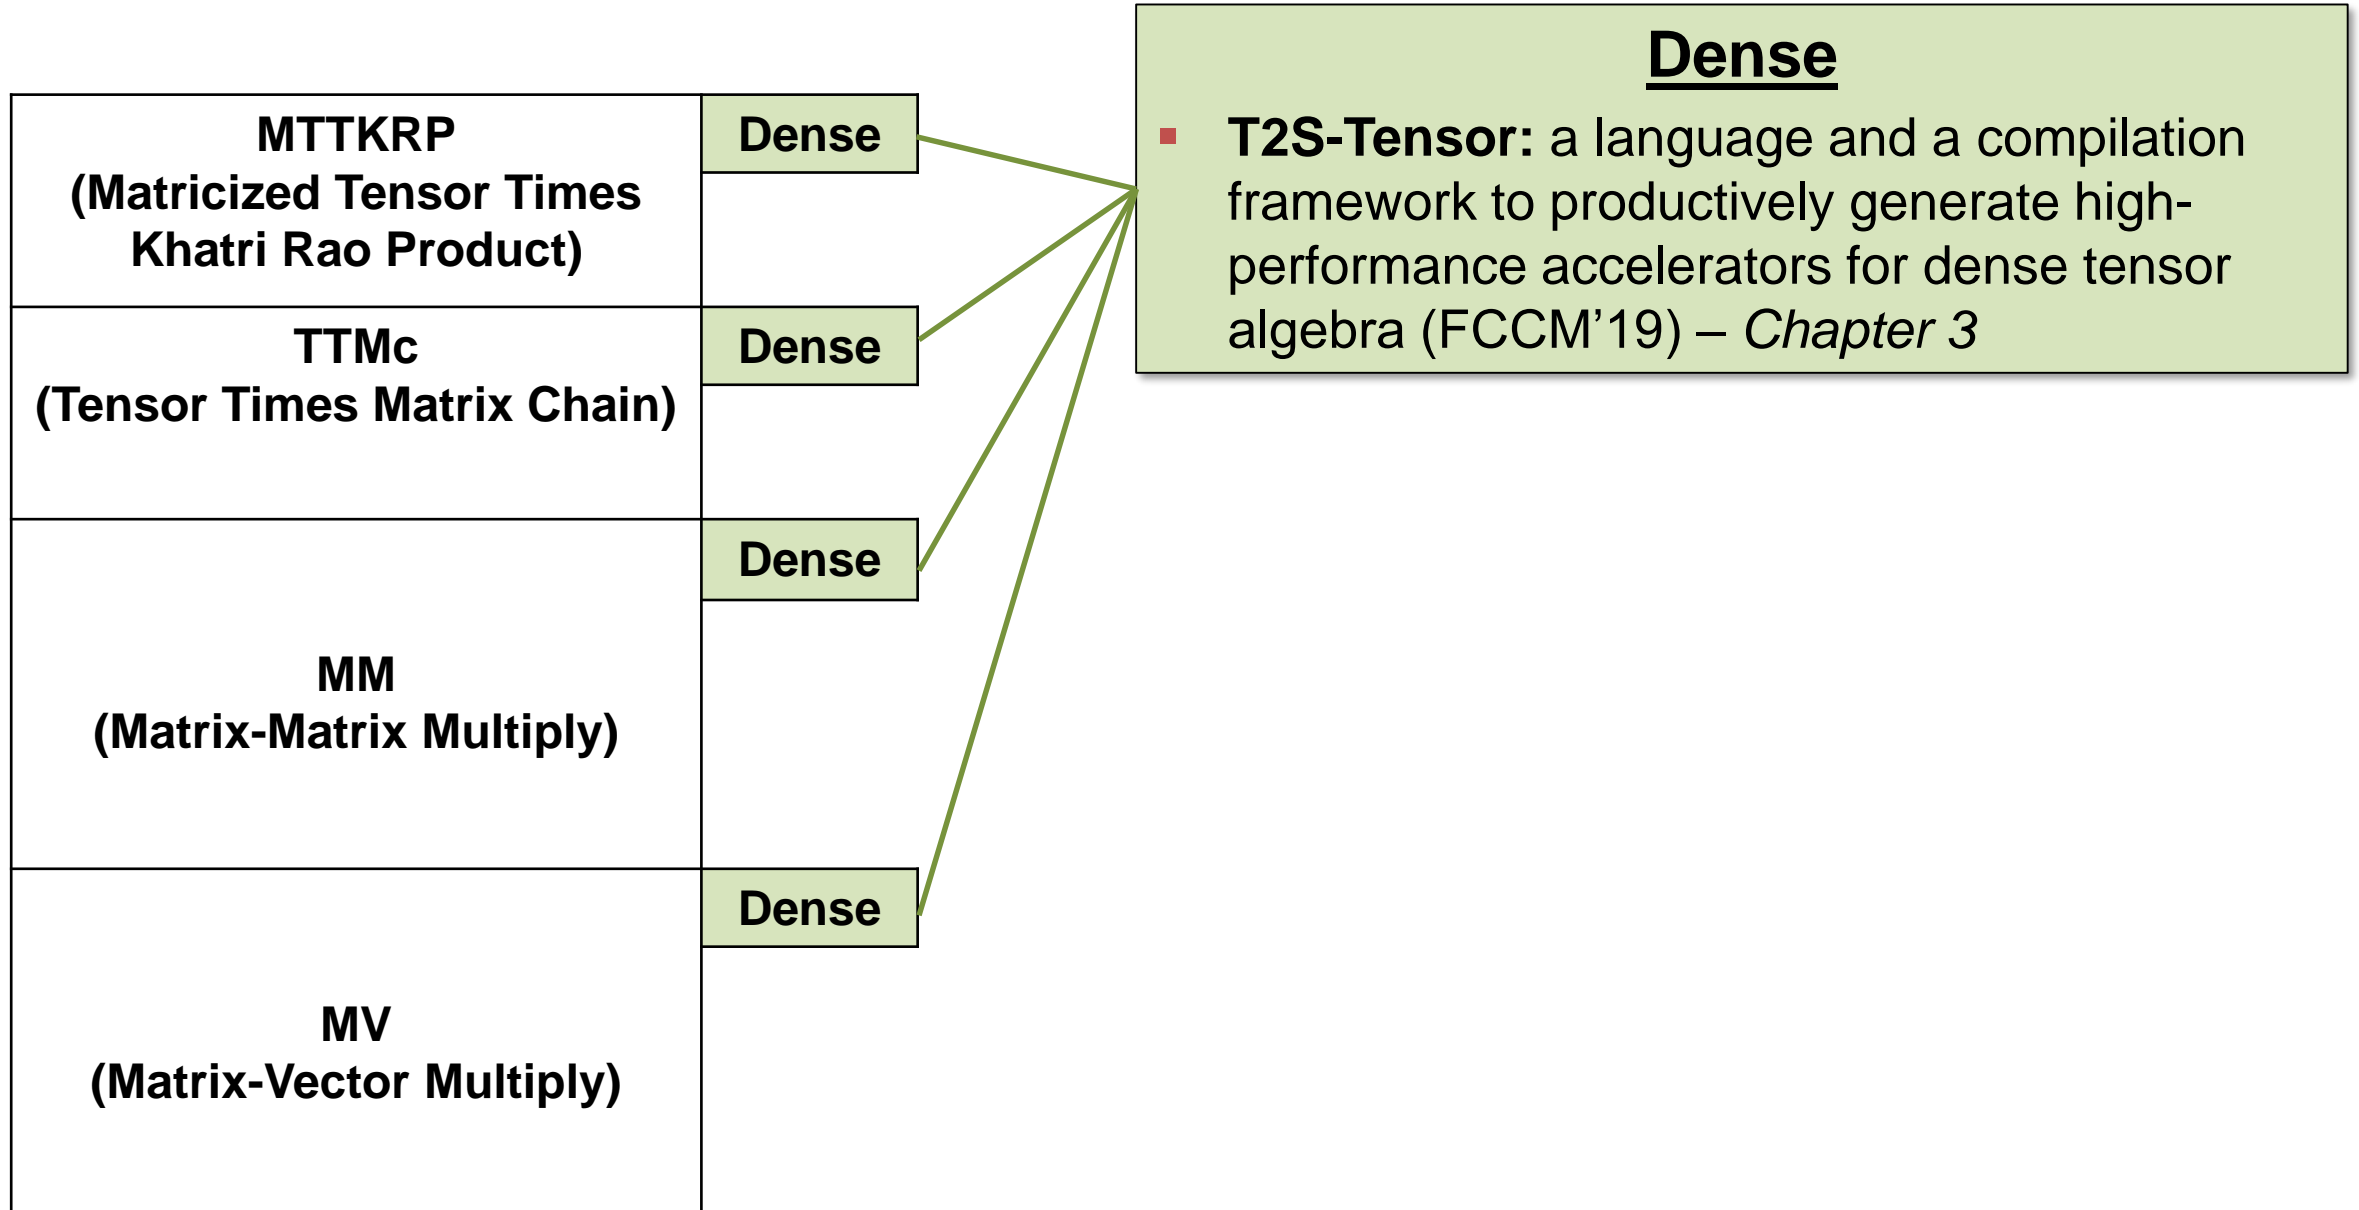 MTTKRP
(Matricized Tensor Times
Khatri Rao Product)
Dense
TTMc
(Tensor Times Matrix Chain)
Dense
Dense
MM
(Matrix-Matrix Multiply)
Dense
MV
(Matrix-Vector Multiply)
Dense
▪ T2S-Tensor: a language and a compilation
framework to productively generate high-
performance accelerators for dense tensor
algebra (FCCM’19) – Chapter 3